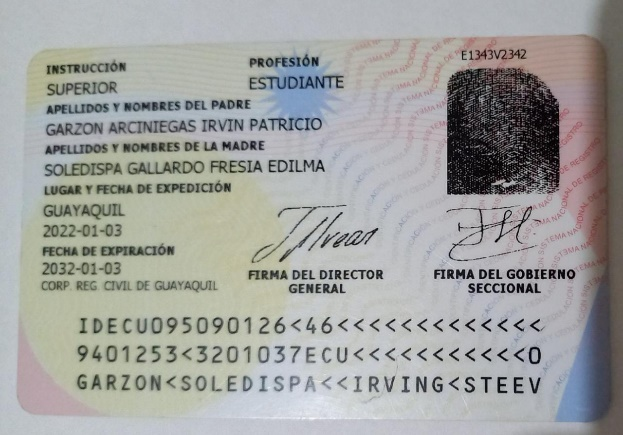 INSTRUCCIÓN PROFESIÓN E1343V2342
SUPERIOR ESTUDIANTE
APELLIDOS Y NOMBRES DEL PADRE
GARZON ARCINIEGAS IRVIN PATRICIO
APELLIDOS Y NOMBRES DE LA MADRE
SOLEDISPA GALLARDO FRESIA EDILMA
LUGAR Y FECHA DE EXPEDICIÓN
GUAYAQUIL
2022-01-03
FECHA DE EXPIRACIÓN
2032-01-03
CORP. REG. CIVIL DE GUAYAQUIL
FIRMA DEL DIRECTOR
GENERAL
FIRMA DEL GOBIERNO
SECCIONAL
IDECU095090126<46<<<<<<<<<<<<<
9401253<3201037ECU<<<<<<<<<<<0
GARZON<SOLEDISPA<<IRVING<STEEV